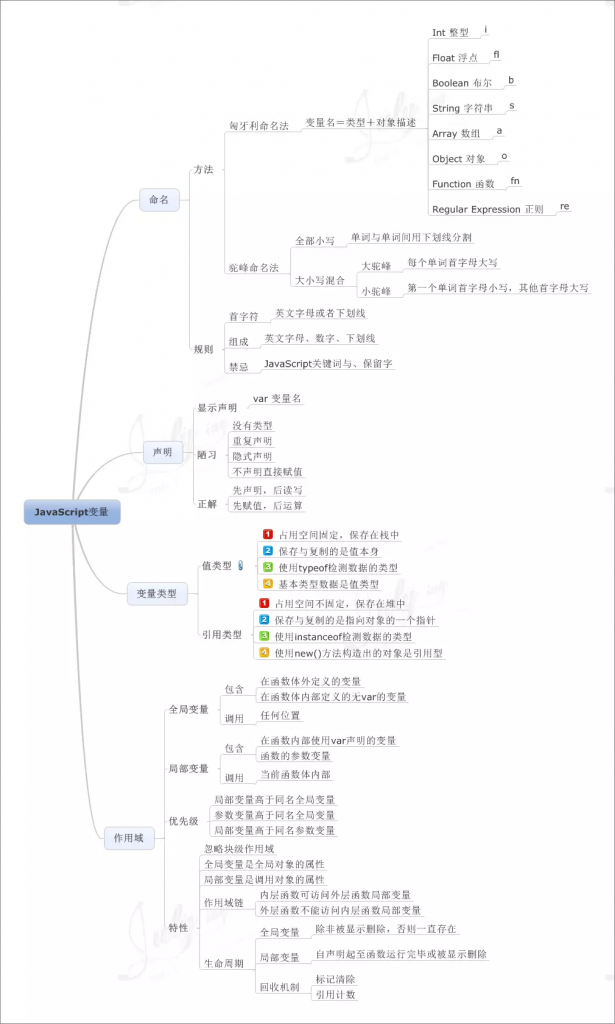 JavaScript变量
命名
方法
匈牙利命名法
变量名＝类型＋对象描述
Int 整型 i
Float 浮点 fl
Boolean 布尔 b
String 字符串 s
Array 数组 a
Object 对象 o
Function 函数 fn
Regular Expression 正则 re
驼峰命名法
全部小写
单词与单词间用下划线分割
大小写混合
大驼峰
每个单词首字母大写
小驼峰
第一个单词首字母小写，其他首字母大写
规则
首字符
英文字母或者下划线
组成
英文字母、数字、下划线
禁忌
JavaScript关键词与、保留字
声明
显示声明
var 变量名
陋习
没有类型
重复声明
隐式声明
不声明直接赋值
正解
先声明，后读写
先赋值，后运算
变量类型
值类型
1 占用空间固定，保存在栈中
2 保存与复制的是值本身
3 使用typeof检测数据的类型
4 基本类型数据是值类型
引用类型
1 占用空间不固定，保存在堆中
2 保存与复制的是指向对象的一个指针
3 使用instanceof检测数据的类型
4 使用new()方法构造出的对象是引用型
作用域
全局变量
包含
在函数体外定义的变量
在函数体内部定义的无var的变量
调用
任何位置
局部变量
包含
在函数内部使用var声明的变量
函数的参数变量
调用
当前函数体内部
优先级
局部变量高于同名全局变量
参数变量高于同名全局变量
局部变量高于同名参数变量
特性
忽略块级作用域
全局变量是全局对象的属性
局部变量是调用对象的属性
作用域链
内层函数可访问外层函数局部变量
外层函数不能访问内层函数局部变量
生命周期
全局变量
除非被显示删除，否则一直存在
局部变量
自声明起至函数运行完毕或被显示删除
回收机制
标记清除
引用计数